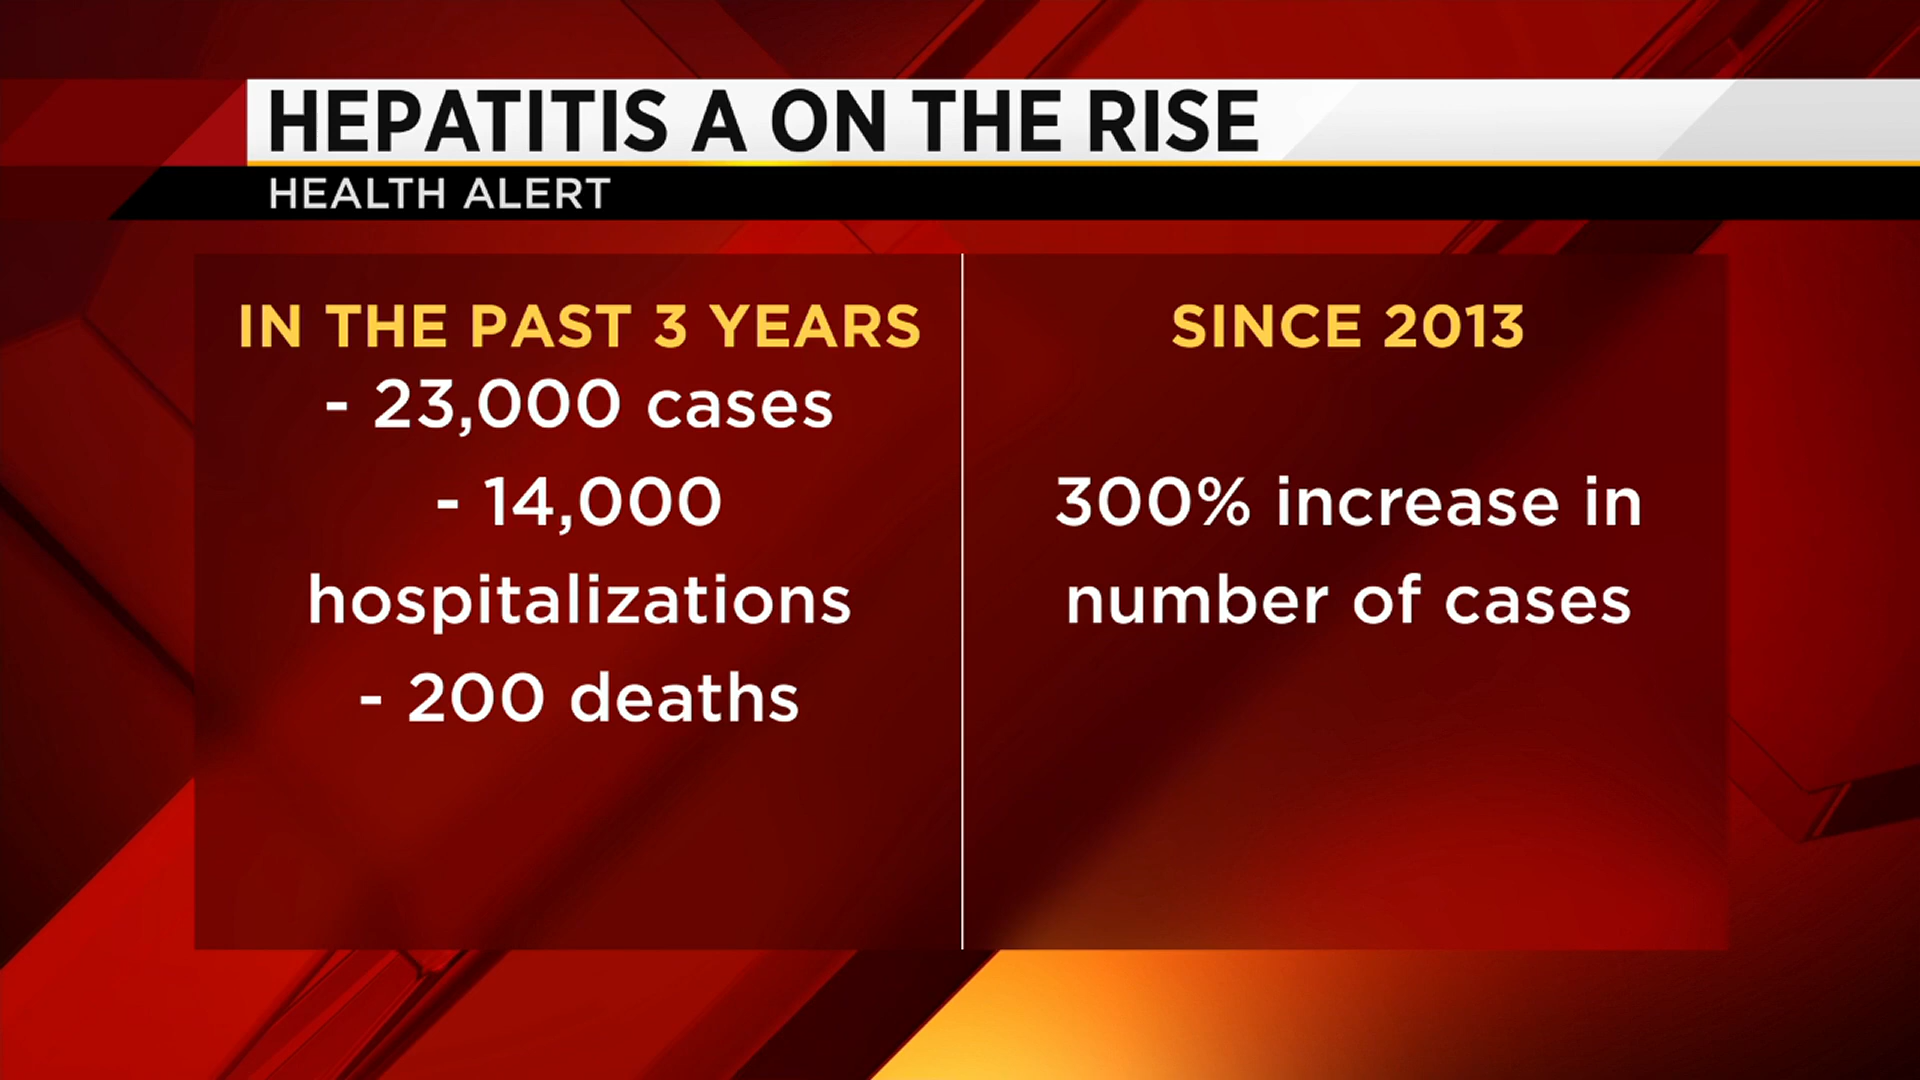 HEPATITIS A ON THE RISE
HEALTH ALERT
IN THE PAST 3 YEARS
- 23,000 cases
- 14,000
hospitalizations
- 200 deaths
SINCE 2013
300% increase in
number of cases